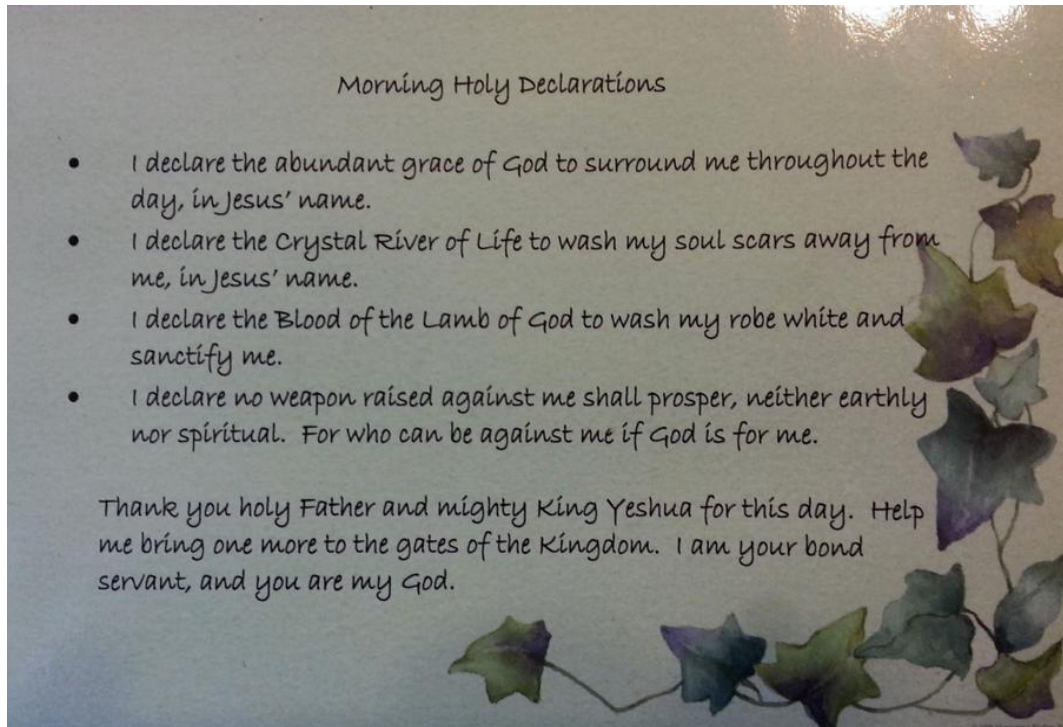 Morning Holy Declarations
• I declare the abundant grace of God to surround me throughout the
day, in Jesus' name.
• I declare the Crystal River of Life to wash my soul scars away from
me, in Jesus' name.
• I declare the Blood of the Lamb of God to wash my robe white and
sanctify me.
• I declare no weapon raised against me shall prosper, neither earthly
nor spiritual. For who can be against me if God is for me.
Thank you holy Father and mighty King Yeshua for this day. Help
me bring one more to the gates of the Kingdom. I am your bond
servant, and you are my God.